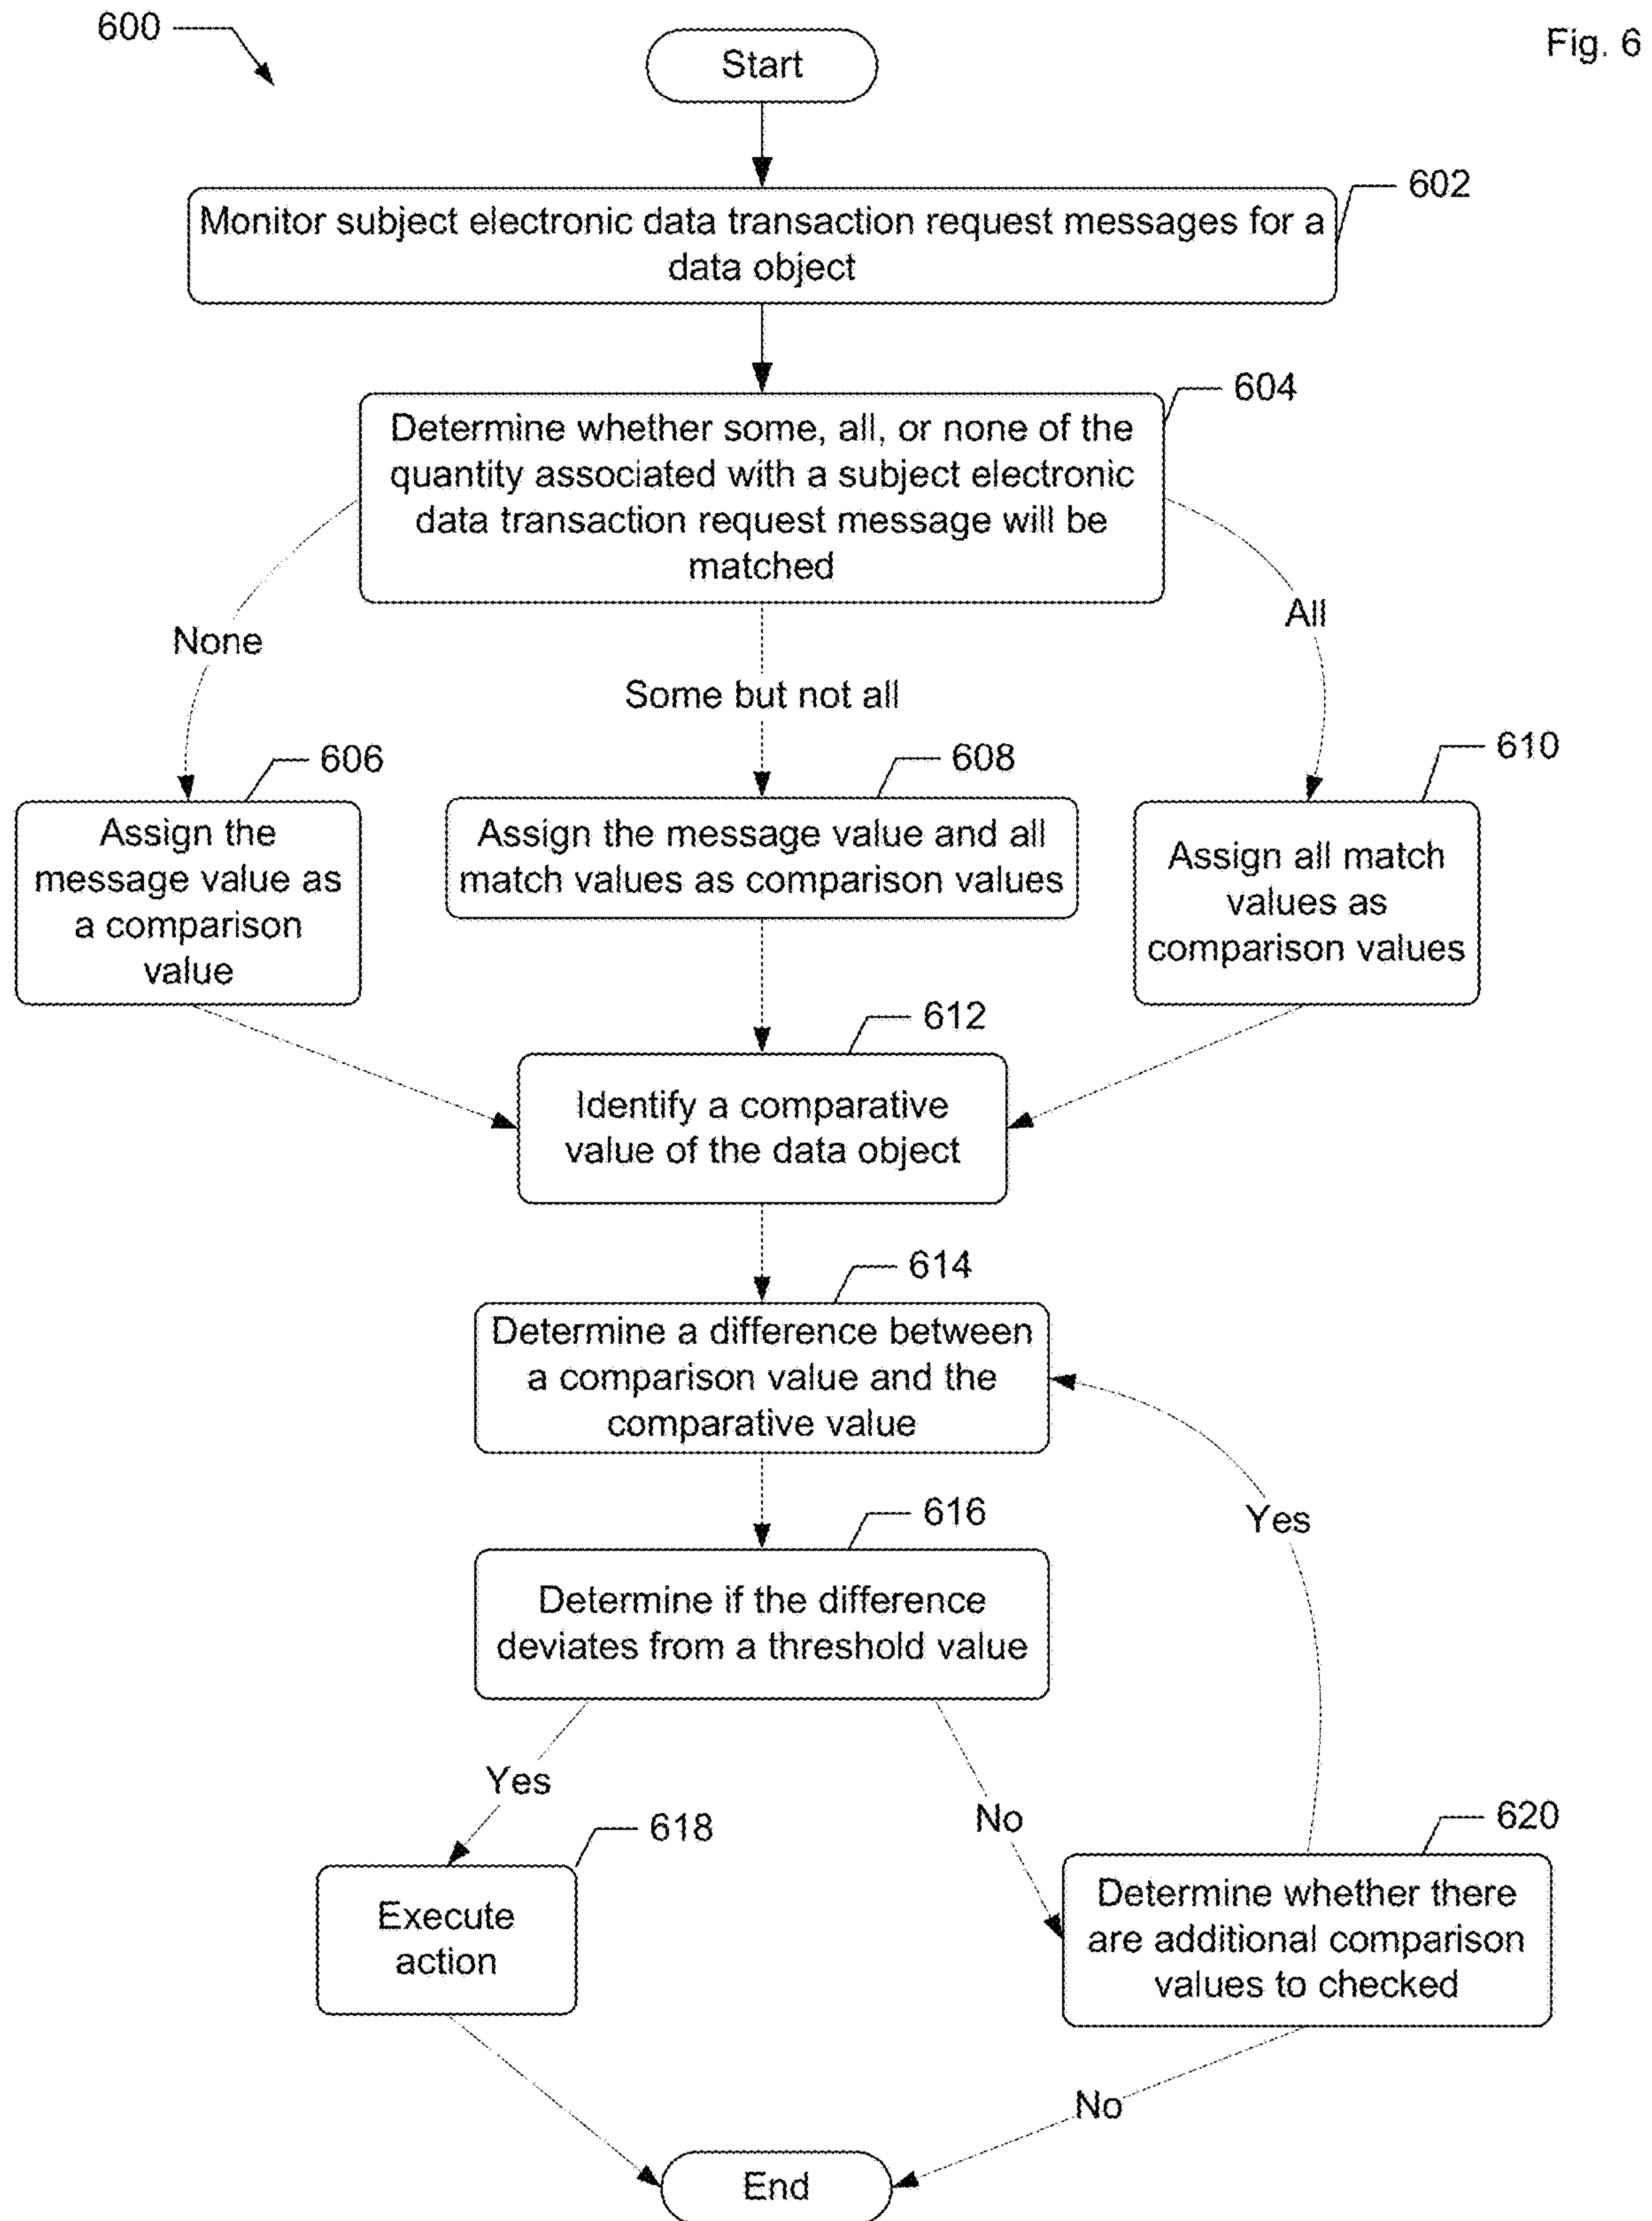 600
Fig. 6
Start
602
Monitor subject electronic data transaction request messages for a
data object
604
Determine whether some, all, or none of the
quantity associated with a subject electronic
data transaction request message will be
matched
None
Some but not all
All
606
Assign the
message value as
a comparison
value
608
Assign the message value and all
match values as comparison values
610
Assign all match
values as
comparison values
612
Identify a comparative
value of the data object
614
Determine a difference between
a comparison value and the
comparative value
616
Determine if the difference
deviates from a threshold value
Yes
Yes
No
618
Execute
action
620
Determine whether there
are additional comparison
values to checked
No
End